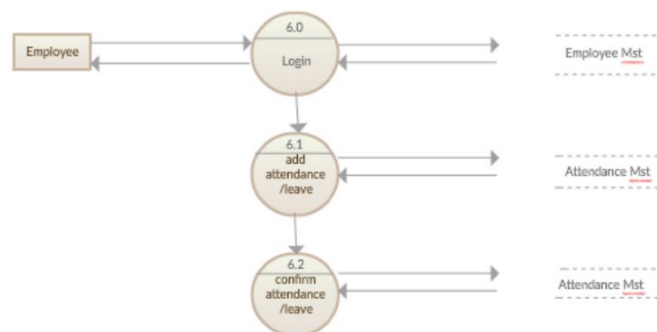 6.0
Employee
Login
Employee Mst
6.1
add
attendance
/leave
Attendance Mst
6.2
confirm
attendance
/leave
Attendance Mst